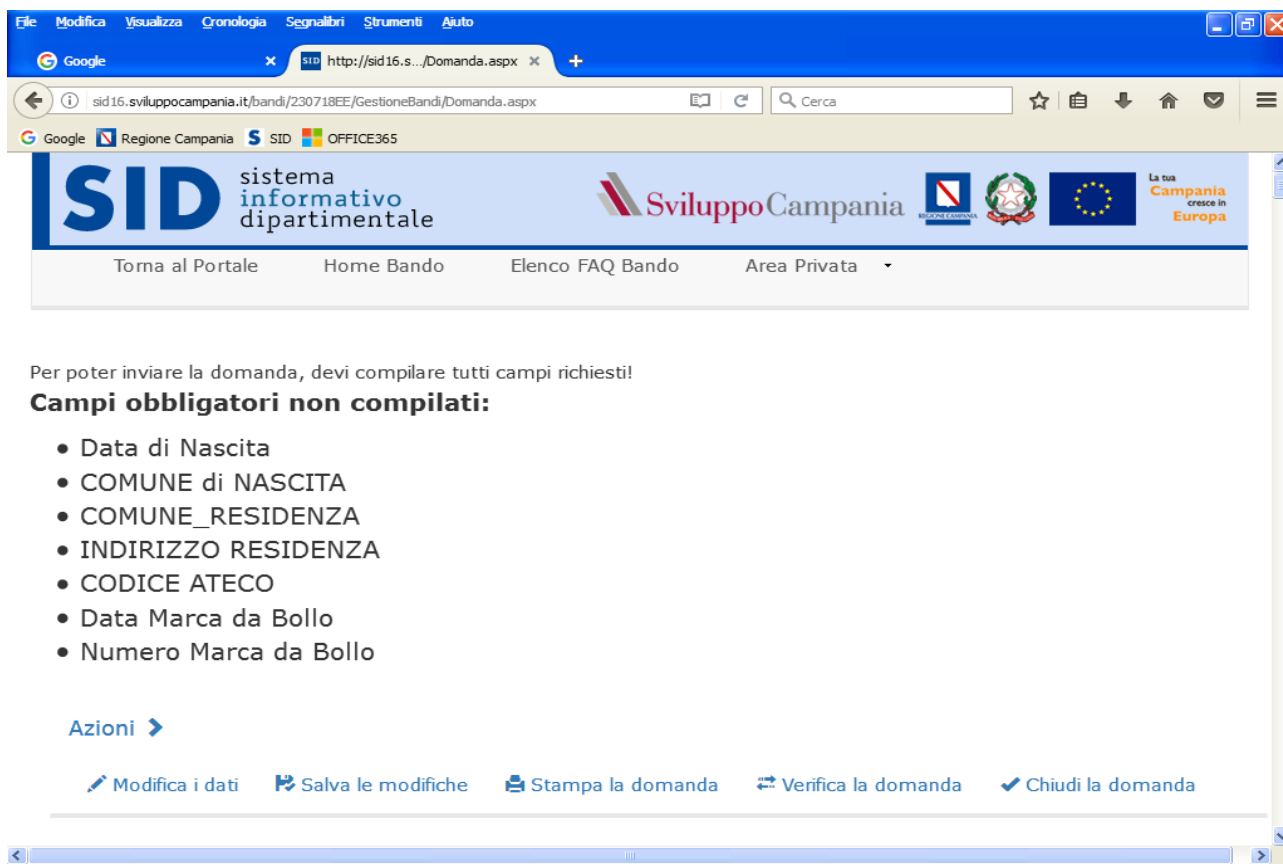 File Modifica Visualizza Cronologia Segnalibri Strumenti Aiuto
Google
SID http://sid16.s.../Domanda.aspx
sid16.sviluppocampania.it/bandi/230718EE/GestioneBandi/Domanda.aspx Cerca
Google Regione Campania S SID OFFICE365
SID sistema informativo dipartimentale
SviluppoCampania
REGIONE CAMPANIA
La tua
Campania
cresce in
Europa
Torna al Portale Home Bando Elenco FAQ Bando Area Privata
Per poter inviare la domanda, devi compilare tutti campi richiesti!
Campi obbligatori non compilati:
• Data di Nascita
• COMUNE di NASCITA
• COMUNE_RESIDENZA
• INDIRIZZO RESIDENZA
• CODICE ATECO
• Data Marca da Bollo
• Numero Marca da Bollo
Azioni
Modifica i dati Salva le modifiche Stampa la domanda Verifica la domanda Chiudi la domanda